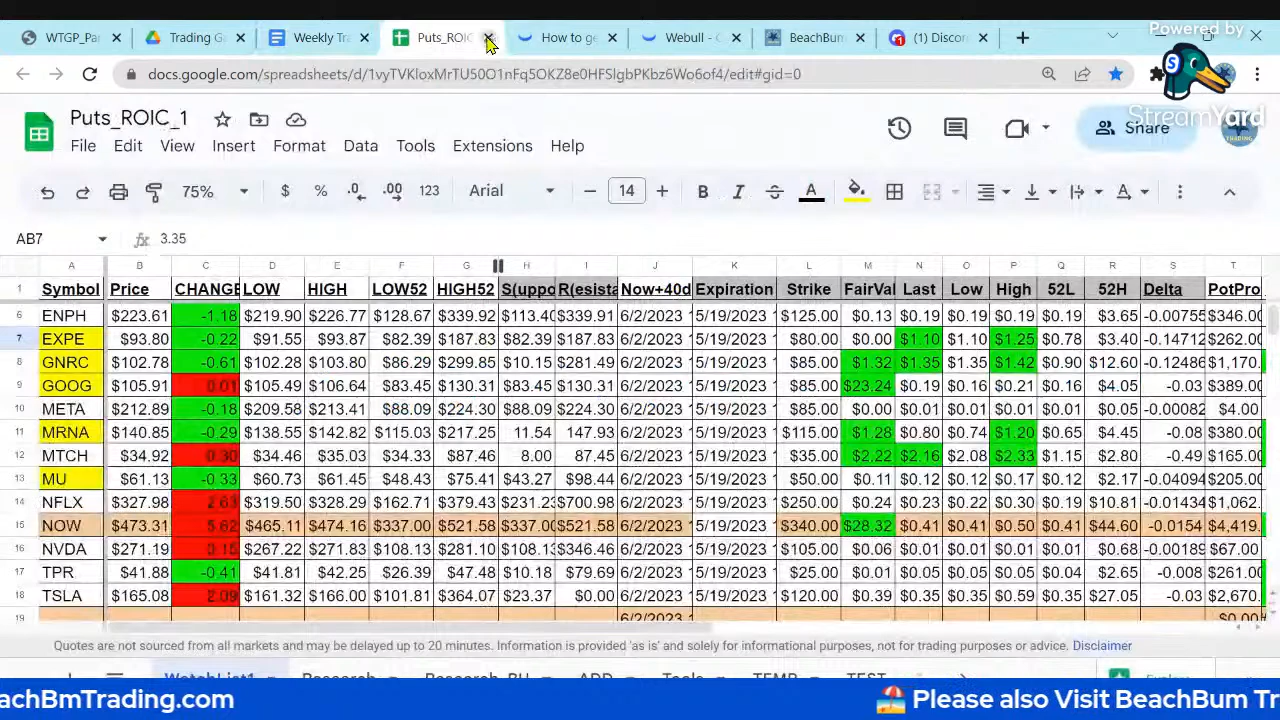 Powered by
StreamYard
WTGP_Par
Trading Ga
Weekly Tra
Puts_ROIC
How to ge
Webull - C
BeachBum
(1) Discor
docs.google.com/spreadsheets/d/1vyTVKloxMrTU30O1nFq5OKZ8e0HFSlgbPKbz6Wo6of4/edit#gid=0
Puts_ROIC_1
File Edit View Insert Format Data Tools Extensions Help
Share
75% $ % .0 .00 123 Arial 14 B I A
AB7 fx 3.35
A B C D E F G H I J K L M N O P Q R S T
1 Symbol Price CHANGE LOW HIGH LOW52 HIGH52 S(uppo R(esista Now+40d Expiration Strike FairVal Last Low High 52L 52H Delta PotPro
6 ENPH $223.61 -1.18 $219.90 $226.77 $128.67 $339.92 $113.40 $339.91 6/2/2023 5/19/2023 $125.00 $0.13 $0.19 $0.19 $0.19 $0.19 $3.65 -0.00755 $346.00
7 EXPE $93.80 -0.22 $91.55 $93.87 $82.39 $187.83 $82.39 $187.83 6/2/2023 5/19/2023 $80.00 $0.00 $1.10 $1.10 $1.25 $0.78 $3.40 -0.14712 $262.00
8 GNRC $102.78 -0.61 $102.28 $103.80 $86.29 $299.85 $10.15 $281.49 6/2/2023 5/19/2023 $85.00 $1.32 $1.35 $1.35 $1.42 $0.90 $12.60 -0.12486 $1,170.
9 GOOG $105.91 0.01 $105.49 $106.64 $83.45 $130.31 $83.45 $130.31 6/2/2023 5/19/2023 $85.00 $23.24 $0.19 $0.16 $0.21 $0.16 $4.05 -0.03 $389.00
10 META $212.89 -0.18 $209.58 $213.41 $88.09 $224.30 $88.09 $224.30 6/2/2023 5/19/2023 $85.00 $0.00 $0.01 $0.01 $0.01 $0.01 $0.05 -0.00082 $4.00
11 MRNA $140.85 -0.29 $138.55 $142.82 $115.03 $217.25 11.54 147.93 6/2/2023 5/19/2023 $115.00 $1.28 $0.80 $0.74 $1.20 $0.65 $4.45 -0.08 $380.00
12 MTCH $34.92 0.30 $34.46 $35.03 $34.33 $87.46 8.00 87.45 6/2/2023 5/19/2023 $35.00 $2.22 $2.16 $2.08 $2.33 $1.15 $2.80 -0.49 $165.00
13 MU $61.13 -0.33 $60.73 $61.45 $48.43 $75.41 $43.27 $98.44 6/2/2023 5/19/2023 $50.00 $0.11 $0.12 $0.12 $0.17 $0.12 $2.17 -0.04094 $205.00
14 NFLX $327.98 2.63 $319.50 $328.29 $162.71 $379.43 $231.23 $760.98 6/2/2023 5/19/2023 $250.00 $0.24 $0.23 $0.22 $0.30 $0.19 $10.81 -0.01434 $1,062.
15 NOW $473.31 5.62 $465.11 $474.16 $337.00 $521.58 $337.00 $521.58 6/2/2023 5/19/2023 $340.00 $28.32 $0.41 $0.41 $0.50 $0.41 $44.60 -0.0154 $4,419.
16 NVDA $271.19 0.15 $267.22 $271.83 $108.13 $281.10 $108.13 $346.46 6/2/2023 5/19/2023 $105.00 $0.06 $0.01 $0.01 $0.01 $0.01 $0.68 -0.00189 $67.00
17 TPR $41.88 -0.41 $41.81 $42.25 $26.39 $47.48 $10.18 $79.69 6/2/2023 5/19/2023 $25.00 $0.01 $0.05 $0.05 $0.05 $0.04 $2.65 -0.008 $261.00
18 TSLA $165.08 2.09 $161.32 $166.00 $101.81 $364.07 $23.37 $0.00 6/2/2023 5/19/2023 $120.00 $0.39 $0.35 $0.35 $0.59 $0.35 $27.05 -0.03 $2,670.
19 6/2/2023 $0.00
Quotes are not sourced from all markets and may be delayed up to 20 minutes. Information is provided 'as is' and solely for informational purposes, not for trading purposes or advice. Disclaimer
WatchList1 Research Research_BU ADD Tools TEMP TEST Explore
eachBmTrading.com
🏖️ Please also Visit BeachBum Tr